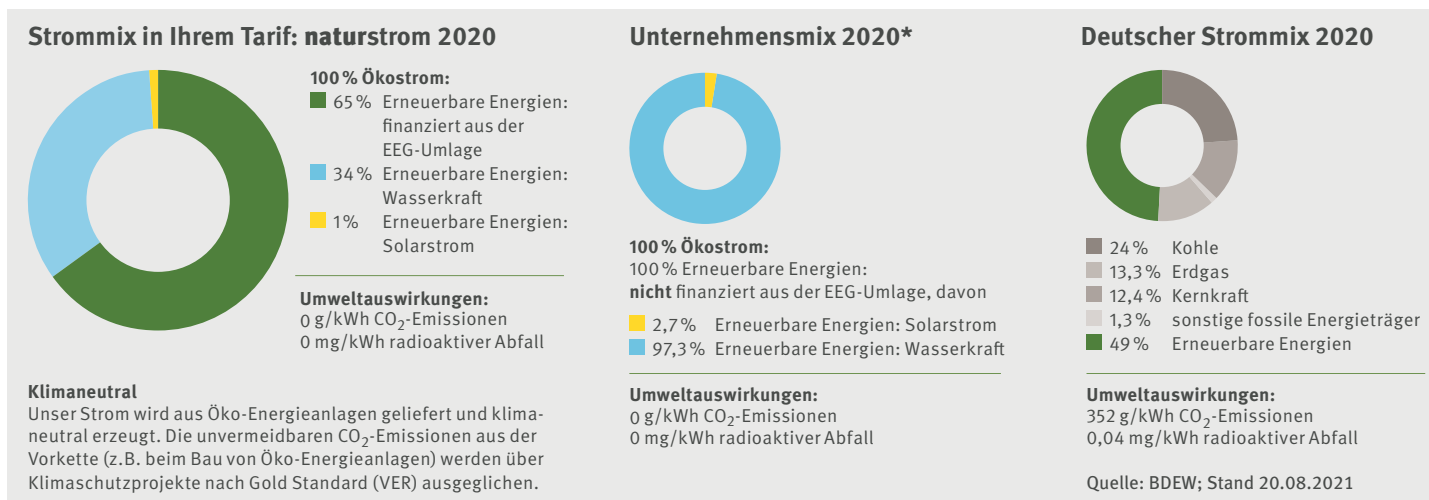 Strommix in Ihrem Tarif: naturstrom 2020
100 % Ökostrom:
65 % Erneuerbare Energien:
finanziert aus der
EEG-Umlage
34 % Erneuerbare Energien:
Wasserkraft
1 % Erneuerbare Energien:
Solarstrom
Umweltauswirkungen:
0 g/kWh CO₂-Emissionen
0 mg/kWh radioaktiver Abfall
Klimaneutral
Unser Strom wird aus Öko-Energieanlagen geliefert und klima-
neutral erzeugt. Die unvermeidbaren CO₂-Emissionen aus der
Vorkette (z.B. beim Bau von Öko-Energieanlagen) werden über
Klimaschutzprojekte nach Gold Standard (VER) ausgeglichen.
Unternehmensmix 2020*
100 % Ökostrom:
100 % Erneuerbare Energien:
nicht finanziert aus der EEG-Umlage, davon
2,7 % Erneuerbare Energien: Solarstrom
97,3 % Erneuerbare Energien: Wasserkraft
Umweltauswirkungen:
0 g/kWh CO₂-Emissionen
0 mg/kWh radioaktiver Abfall
Deutscher Strommix 2020
24 % Kohle
13,3 % Erdgas
12,4 % Kernkraft
1,3 % sonstige fossile Energieträger
49 % Erneuerbare Energien
Umweltauswirkungen:
352 g/kWh CO₂-Emissionen
0,04 mg/kWh radioaktiver Abfall
Quelle: BDEW; Stand 20.08.2021